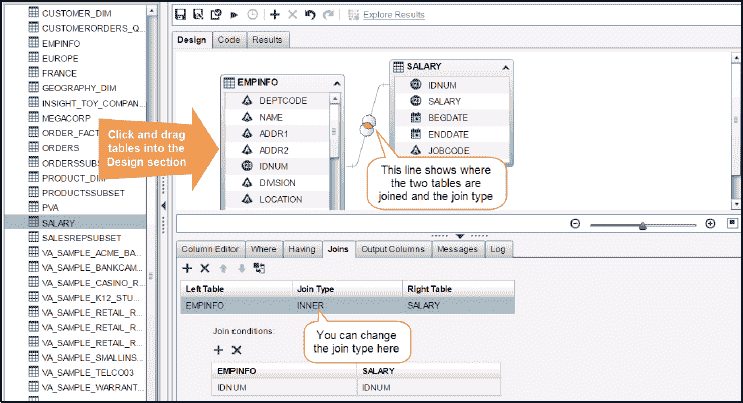 CUSTOMER_DIM
CUSTOMERORDERS_Q...
EMPINFO
EUROPE
FRANCE
GEOGRAPHY_DIM
INSIGHT_TOY_COMPAN...
MEGACORP
ORDER_FACT
ORDERS
ORDERSSUB
PRODUCT_DIM
PRODUCTSSUBSET
PVA
SALARY
SALESREPSUBSET
VA_SAMPLE_ACME_BA...
VA_SAMPLE_BANKCAM...
VA_SAMPLE_CASINO_R...
VA_SAMPLE_K12_STU...
VA_SAMPLE_RETAIL_R...
VA_SAMPLE_RETAIL_R...
VA_SAMPLE_RETAIL_R...
VA_SAMPLE_SMALLINS...
VA_SAMPLE_TELCO03
VA_SAMPLE_WARRANT...
Click and drag
tables into the
Design section
Explore Results
Design Code Results
EMPINFO
DEPTCODE
NAME
ADDR1
ADDR2
IDNUM
DIVISION
LOCATION
SALARY
IDNUM
SALARY
BEGDATE
ENDDATE
JOBCODE
This line shows where
the two tables are
joined and the join type
Column Editor Where Having Joins Output Columns Messages Log
Left Table Join Type Right Table
EMPINFO INNER SALARY
You can change
the join type here
Join conditions:
EMPINFO SALARY
IDNUM IDNUM